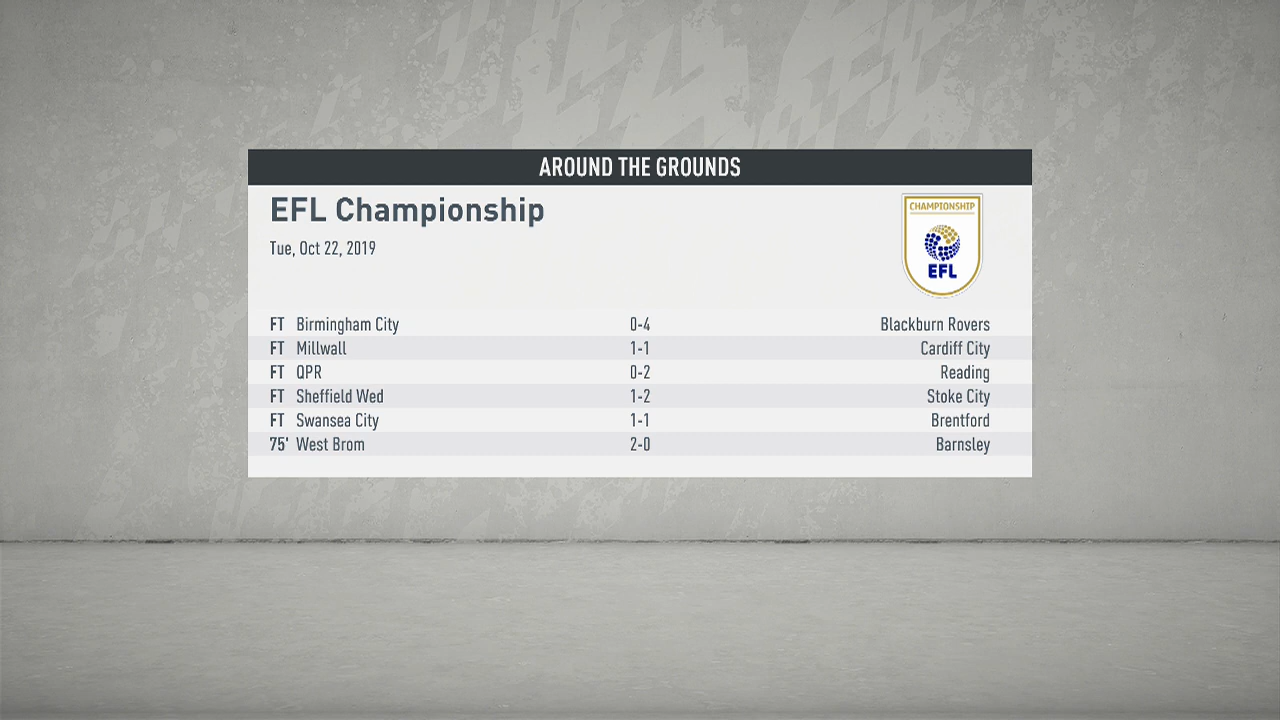 AROUND THE GROUNDS
EFL Championship
CHAMPIONSHIP
EFL
Tue, Oct 22, 2019
FT Birmingham City 0-4 Blackburn Rovers
FT Millwall 1-1 Cardiff City
FT QPR 0-2 Reading
FT Sheffield Wed 1-2 Stoke City
FT Swansea City 1-1 Brentford
75' West Brom 2-0 Barnsley